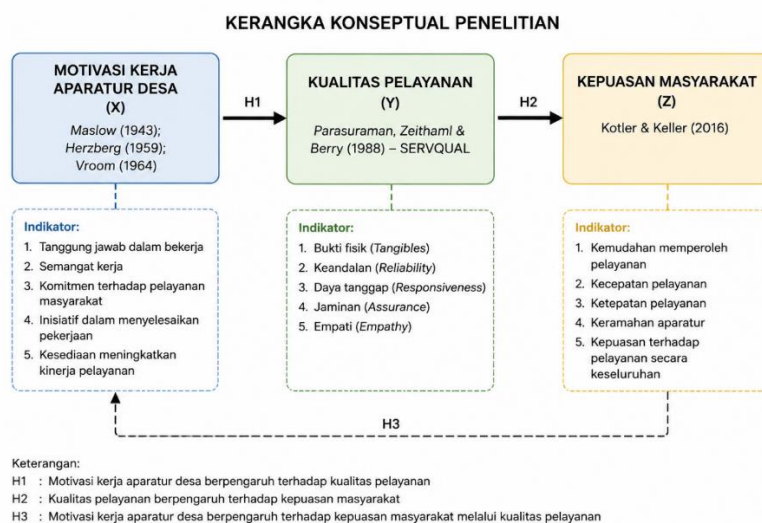 KERANGKA KONSEPTUAL PENELITIAN
MOTIVASI KERJA
APARATUR DESA
(X)
Maslow (1943);
Herzberg (1959);
Vroom (1964)
H1
KUALITAS PELAYANAN
(Y)
Parasuraman, Zeithaml &
Berry (1988) – SERVQUAL
H2
KEPUASAN MASYARAKAT
(Z)
Kotler & Keller (2016)
Indikator:
1. Tanggung jawab dalam bekerja
2. Semangat kerja
3. Komitmen terhadap pelayanan
masyarakat
4. Inisiatif dalam menyelesaikan
pekerjaan
5. Kesediaan meningkatkan
kinerja pelayanan
Indikator:
1. Bukti fisik (Tangibles)
2. Keandalan (Reliability)
3. Daya tanggap (Responsiveness)
4. Jaminan (Assurance)
5. Empati (Empathy)
Indikator:
1. Kemudahan memperoleh
pelayanan
2. Kecepatan pelayanan
3. Ketepatan pelayanan
4. Keramahan aparatur
5. Kepuasan terhadap
pelayanan secara
keseluruhan
H3
Keterangan:
H1 : Motivasi kerja aparatur desa berpengaruh terhadap kualitas pelayanan
H2 : Kualitas pelayanan berpengaruh terhadap kepuasan masyarakat
H3 : Motivasi kerja aparatur desa berpengaruh terhadap kepuasan masyarakat melalui kualitas pelayanan